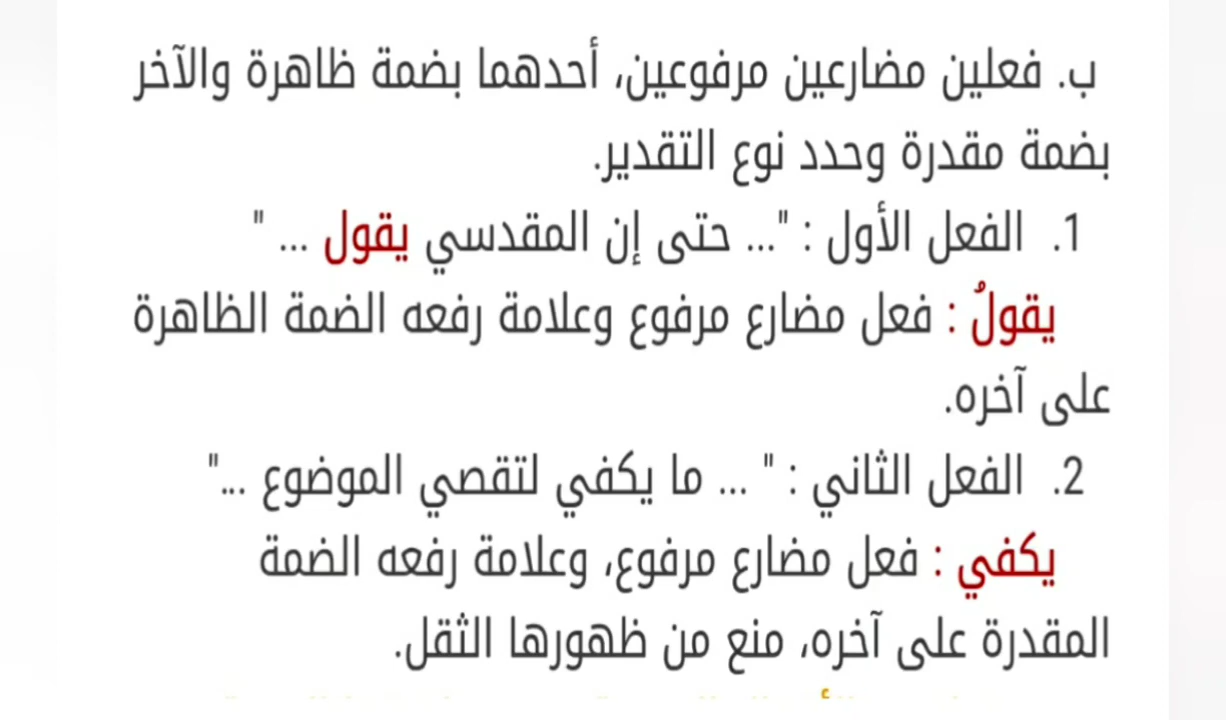 ب. فعلين مضارعين مرفوعين، أحدهما بضمة ظاهرة والآخر
بضمة مقدرة وحدد نوع التقدير.
1. الفعل الأول : "... حتى إن المقدسي يقول ... "
يقولُ : فعل مضارع مرفوع وعلامة رفعه الضمة الظاهرة
على آخره.
2. الفعل الثاني : " ... ما يكفي لتقصي الموضوع ..."
يكفي : فعل مضارع مرفوع، وعلامة رفعه الضمة
المقدرة على آخره، منع من ظهورها الثقل.